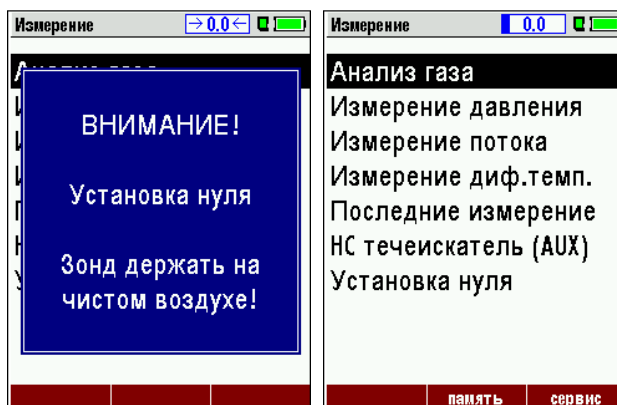 Измерение →0.0←
ВНИМАНИЕ!
Установка нуля
Зонд держать на
чистом воздухе!
Измерение 0.0
Анализ газа
Измерение давления
Измерение потока
Измерение диф.темп.
Последние измерение
HC течеискатель (AUX)
Установка нуля
память сервис